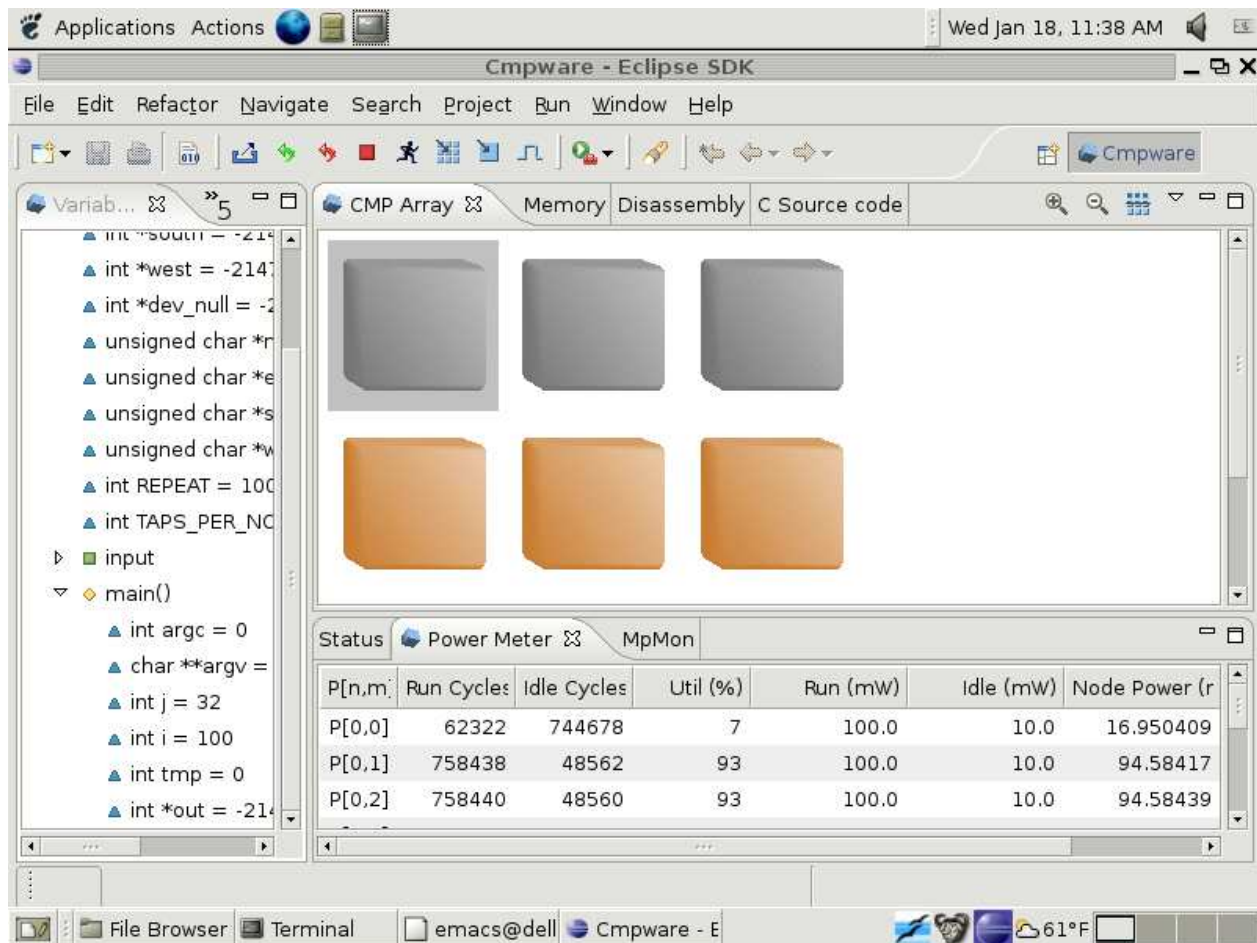 Applications Actions
Wed Jan 18, 11:38 AM
Cmpware - Eclipse SDK
File Edit Refactor Navigate Search Project Run Window Help
010
Cmpware
Variab... »5
CMP Array Memory Disassembly C Source code
int *south = -214
int *west = -2147
int *dev_null = -2
unsigned char *n
unsigned char *e
unsigned char *s
unsigned char *w
int REPEAT = 100
int TAPS_PER_NO
input
main()
int argc = 0
char **argv =
int j = 32
int i = 100
int tmp = 0
int *out = -214
Status Power Meter MpMon
P[n,m] Run Cycles Idle Cycles Util (%) Run (mW) Idle (mW) Node Power (r
P[0,0] 62322 744678 7 100.0 10.0 16.950409
P[0,1] 758438 48562 93 100.0 10.0 94.58417
P[0,2] 758440 48560 93 100.0 10.0 94.58439
File Browser Terminal emacs@dell Cmpware - E 61°F